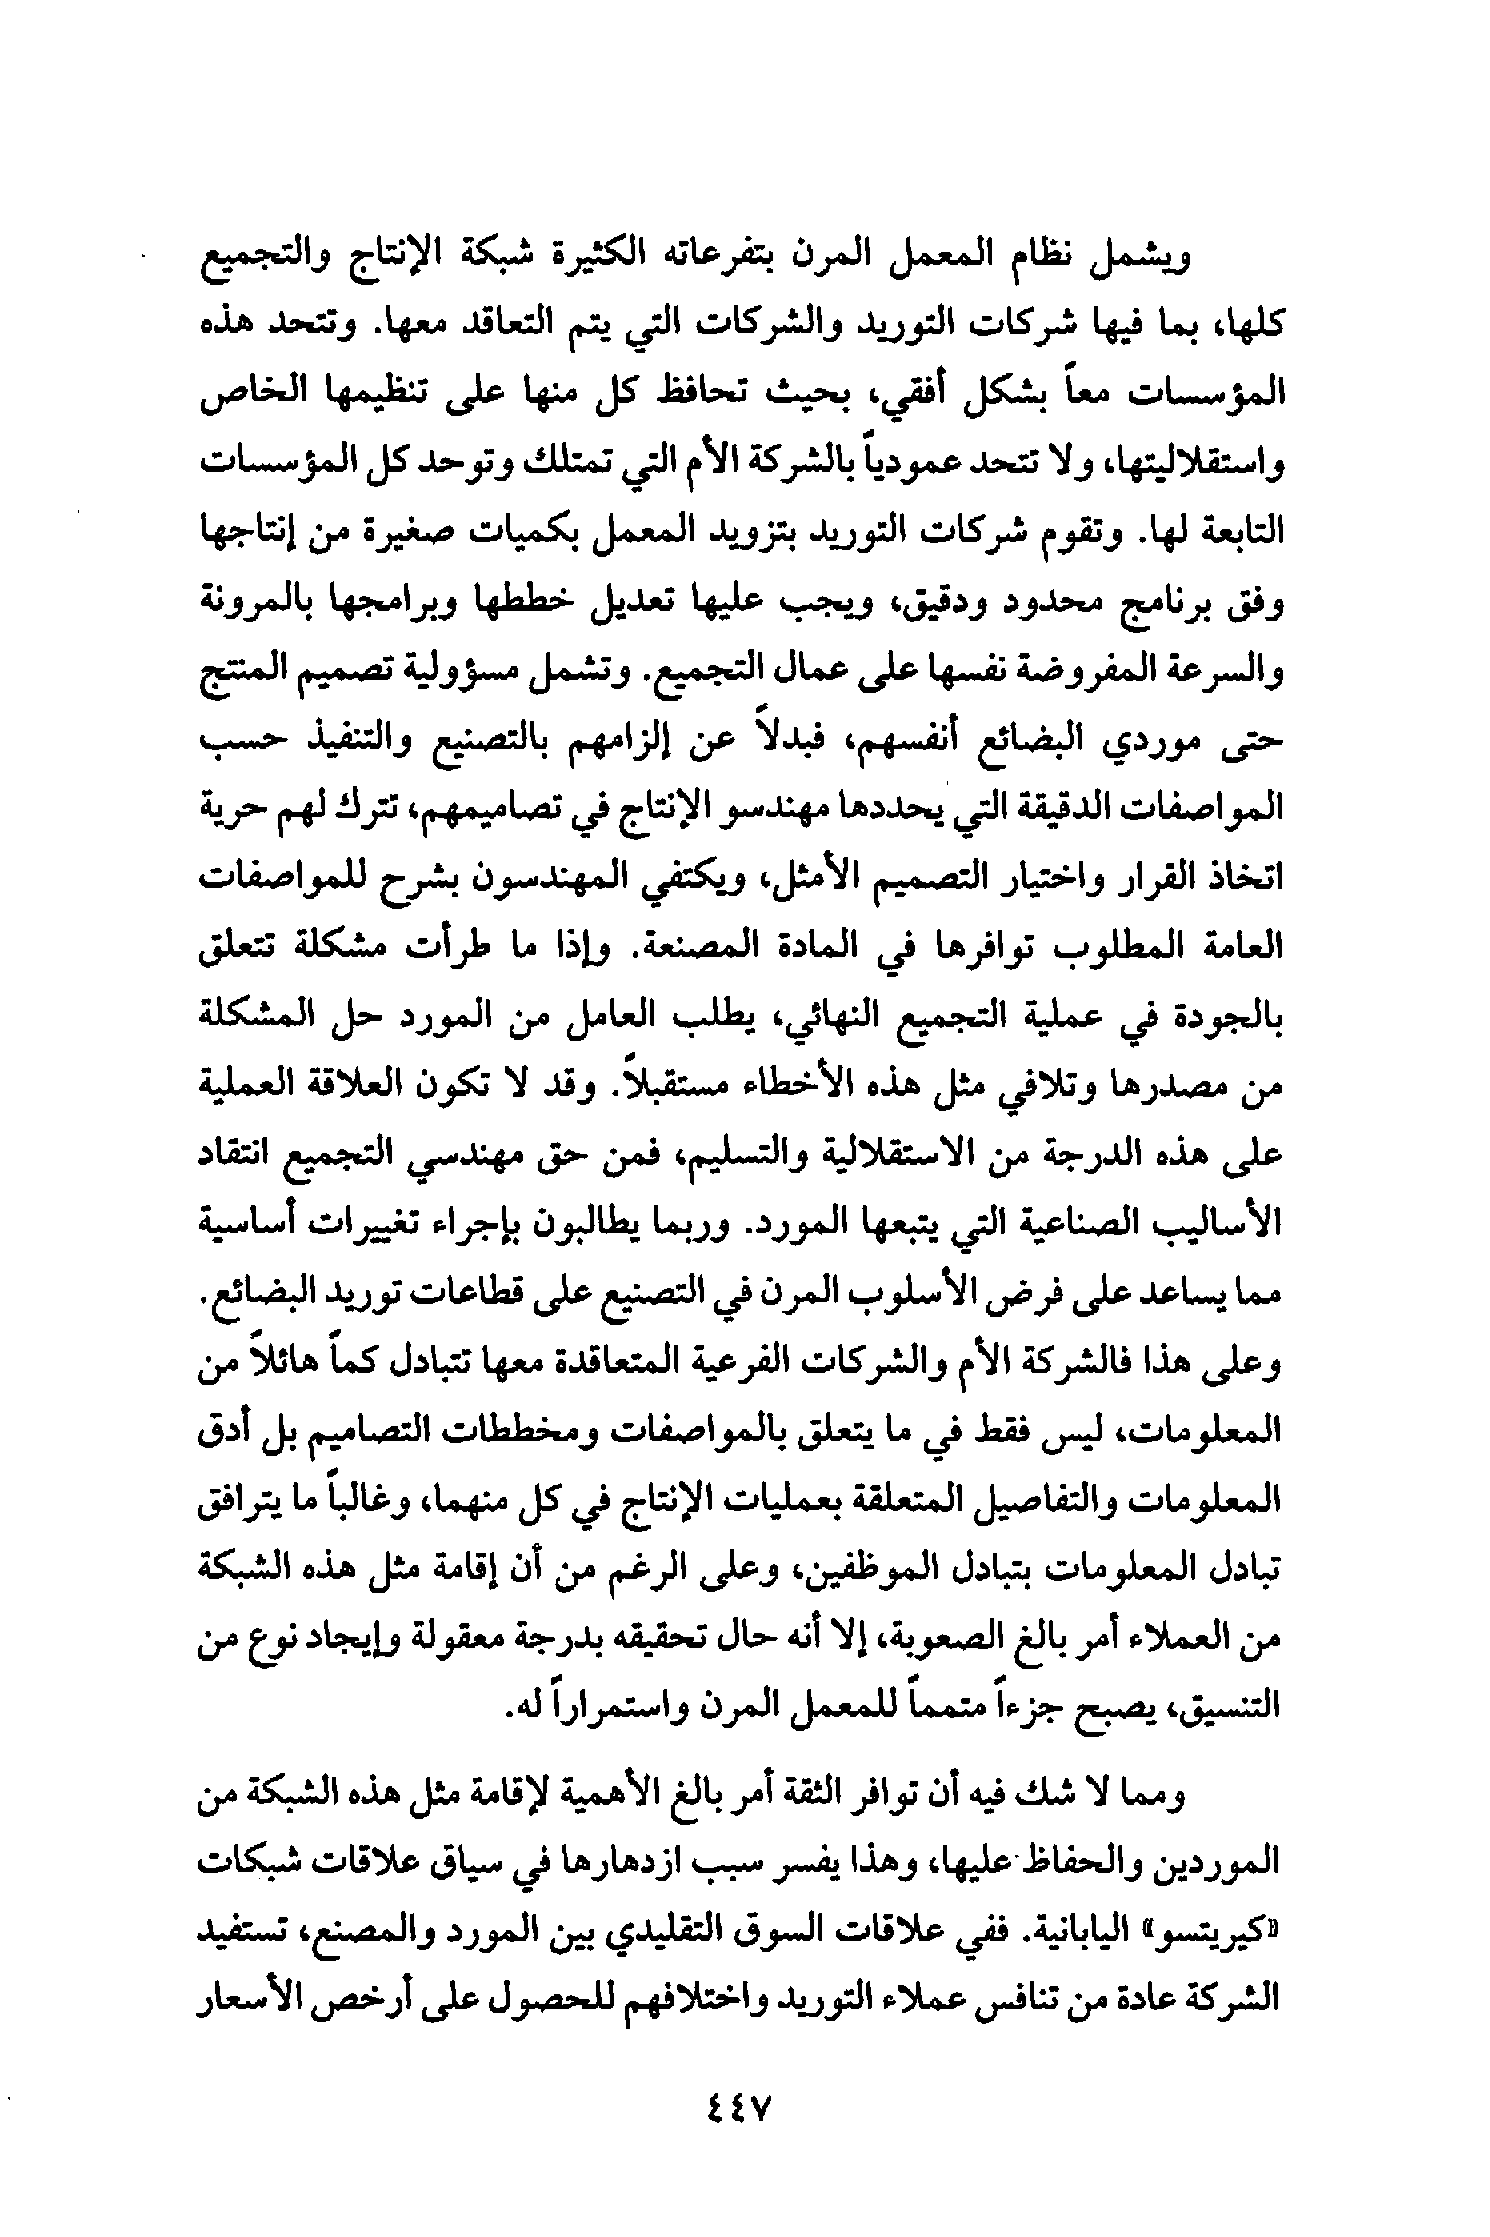 ويشمل نظام المعمل المرن بتفرعاته الكثيرة شبكة الإنتاج والتجميع
كلها، بما فيها شركات التوريد والشركات التي يتم التعاقد معها. وتتحد هذه
المؤسسات معاً بشكل أفقي، بحيث تحافظ كل منها على تنظيمها الخاص
واستقلاليتها، ولا تتحد عمودياً بالشركة الأم التي تمتلك وتوحد كل المؤسسات
التابعة لها. وتقوم شركات التوريد بتزويد المعمل بكميات صغيرة من إنتاجها
وفق برنامج محدود ودقيق، ويجب عليها تعديل خططها وبرامجها بالمرونة
والسرعة المفروضة نفسها على عمال التجميع. وتشمل مسؤولية تصميم المنتج
حتى موردي البضائع أنفسهم، فبدلاً عن إلزامهم بالتصنيع والتنفيذ حسب
المواصفات الدقيقة التي يحددها مهندسو الإنتاج في تصاميمهم، تترك لهم حرية
اتخاذ القرار واختيار التصميم الأمثل، ويكتفي المهندسون بشرح للمواصفات
العامة المطلوب توافرها في المادة المصنعة. وإذا ما طرأت مشكلة تتعلق
بالجودة في عملية التجميع النهائي، يطلب العامل من المورد حل المشكلة
من مصدرها وتلافي مثل هذه الأخطاء مستقبلاً. وقد لا تكون العلاقة العملية
على هذه الدرجة من الاستقلالية والتسليم، فمن حق مهندسي التجميع انتقاد
الأساليب الصناعية التي يتبعها المورد. وربما يطالبون بإجراء تغييرات أساسية
مما يساعد على فرض الأسلوب المرن في التصنيع على قطاعات توريد البضائع.
وعلى هذا فالشركة الأم والشركات الفرعية المتعاقدة معها تتبادل كماً هائلاً من
المعلومات، ليس فقط في ما يتعلق بالمواصفات ومخططات التصاميم بل أدق
المعلومات والتفاصيل المتعلقة بعمليات الإنتاج في كل منهما، وغالباً ما يترافق
تبادل المعلومات بتبادل الموظفين، وعلى الرغم من أن إقامة مثل هذه الشبكة
من العملاء أمر بالغ الصعوبة، إلا أنه حال تحقيقه بدرجة معقولة وإيجاد نوع من
التنسيق، يصبح جزءاً متمماً للمعمل المرن واستمراراً له.
ومما لا شك فيه أن توافر الثقة أمر بالغ الأهمية لإقامة مثل هذه الشبكة من
الموردين والحفاظ عليها، وهذا يفسر سبب ازدهارها في سياق علاقات شبكات
«كيريتسو» اليابانية. ففي علاقات السوق التقليدي بين المورد والمصنع، تستفيد
الشركة عادة من تنافس عملاء التوريد واختلافهم للحصول على أرخص الأسعار
٤٤٧